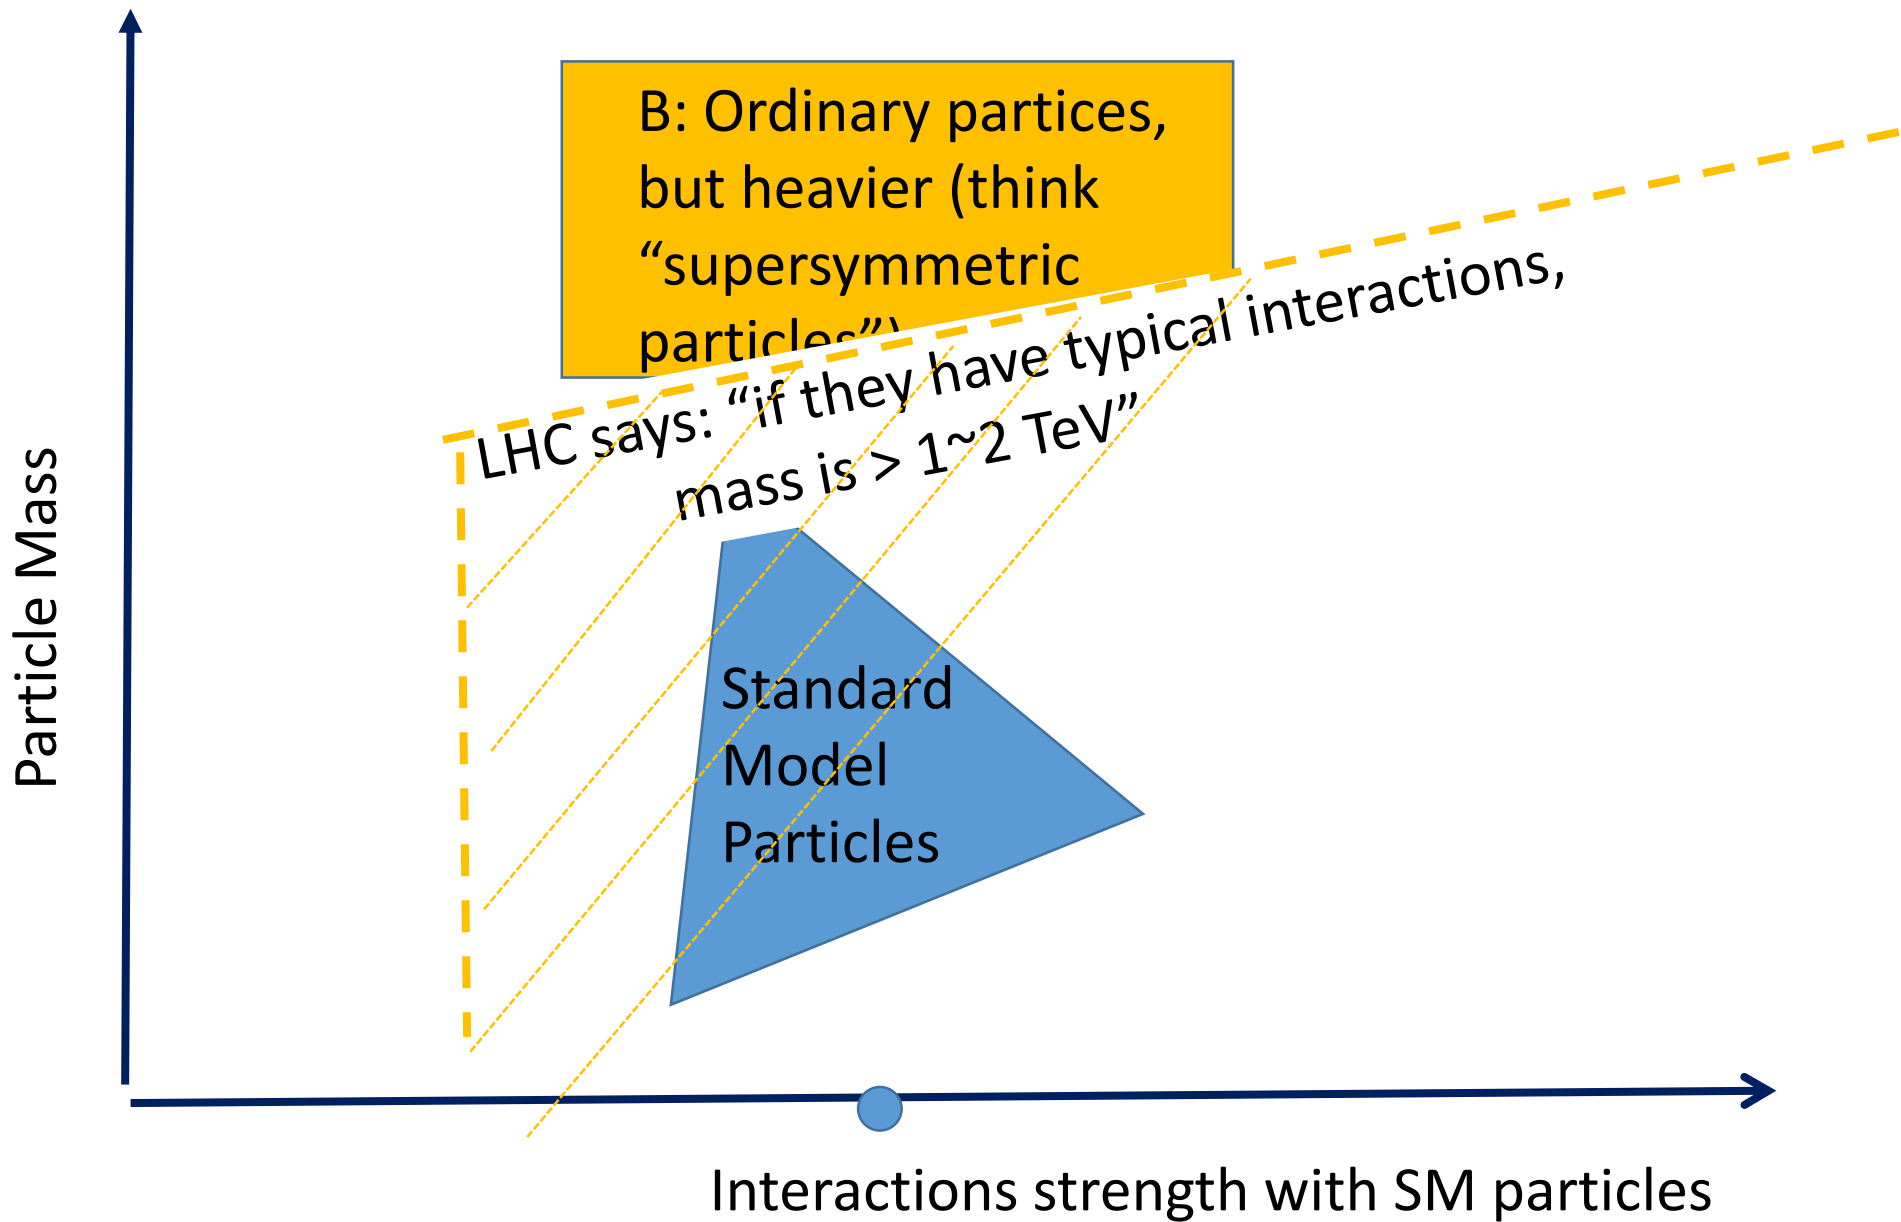 B: Ordinary partices,
but heavier (think
“supersymmetric
particles”)
LHC says: “if they have typical interactions,
mass is > 1~2 TeV”
Particle Mass
Standard
Model
Particles
Interactions strength with SM particles